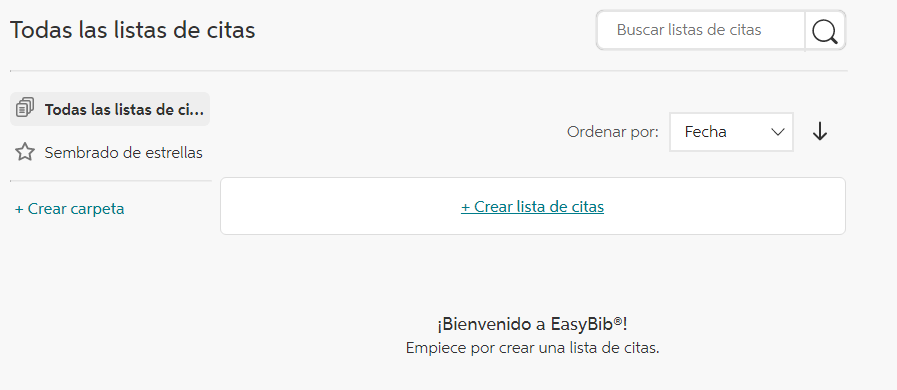 Todas las listas de citas
Buscar listas de citas
Todas las listas de ci...
Sembrado de estrellas
+ Crear carpeta
Ordenar por:
Fecha
+ Crear lista de citas
¡Bienvenido a EasyBib®!
Empiece por crear una lista de citas.